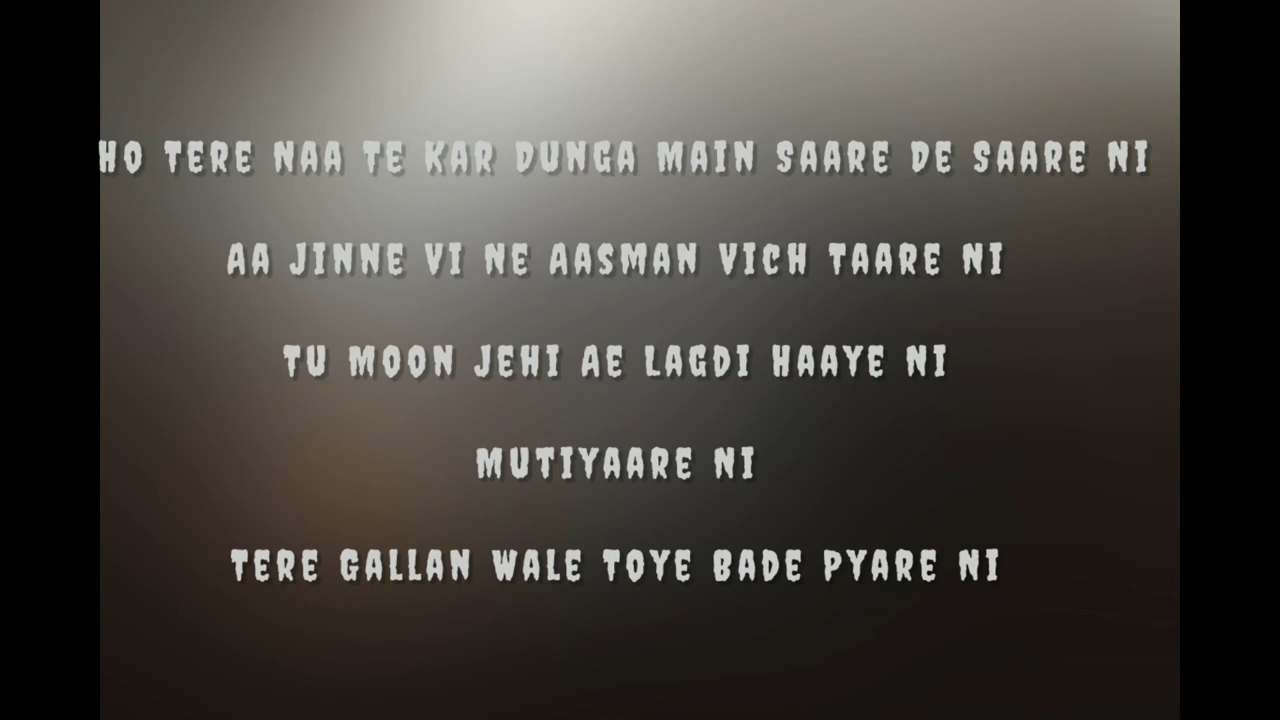 HO TERE NAA TE KAR DUNGA MAIN SAARE DE SAARE NI
AA JINNE VI NE AASMAN VICH TAARE NI
TU MOON JEHI AE LAGDI HAAYE NI
MUTIYAARE NI
TERE GALLAN WALE TOYE BADE PYARE NI